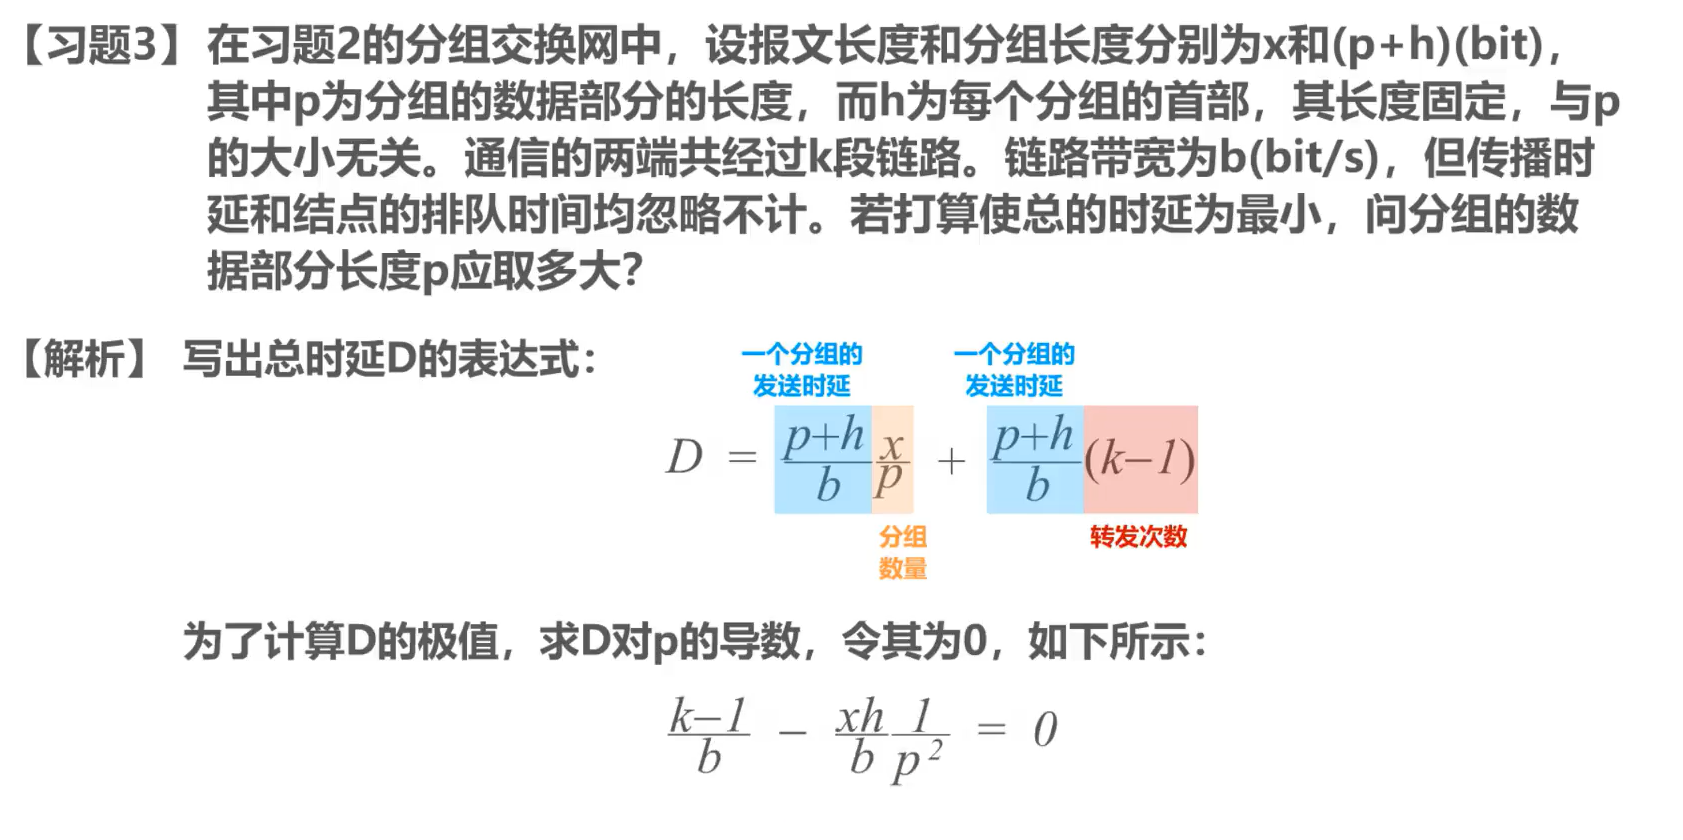 【习题3】在习题2的分组交换网中，设报文长度和分组长度分别为x和(p+h)(bit)，
其中p为分组的数据部分的长度，而h为每个分组的首部，其长度固定，与p
的大小无关。通信的两端共经过k段链路。链路带宽为b(bit/s)，但传播时
延和结点的排队时间均忽略不计。若打算使总的时延为最小，问分组的数
据部分长度p应取多大？
【解析】 写出总时延D的表达式：
一个分组的
发送时延
一个分组的
发送时延
D = \frac{p+h}{b} \frac{x}{p} + \frac{p+h}{b} (k-1)
分组
数量
转发次数
为了计算D的极值，求D对p的导数，令其为0，如下所示：
\frac{k-1}{b} - \frac{xh}{b} \frac{1}{p^2} = 0